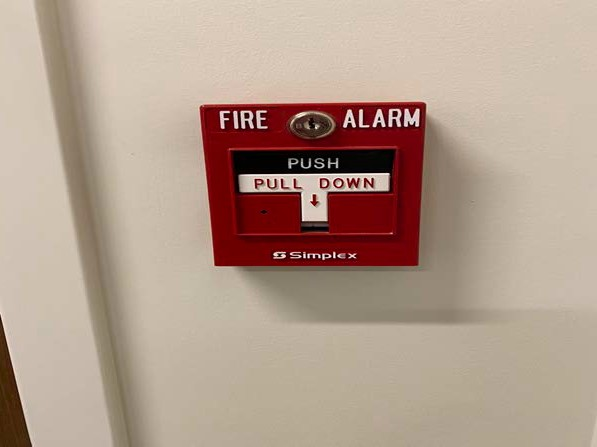 FIRE ALARM
PUSH
PULL DOWN
Simplex